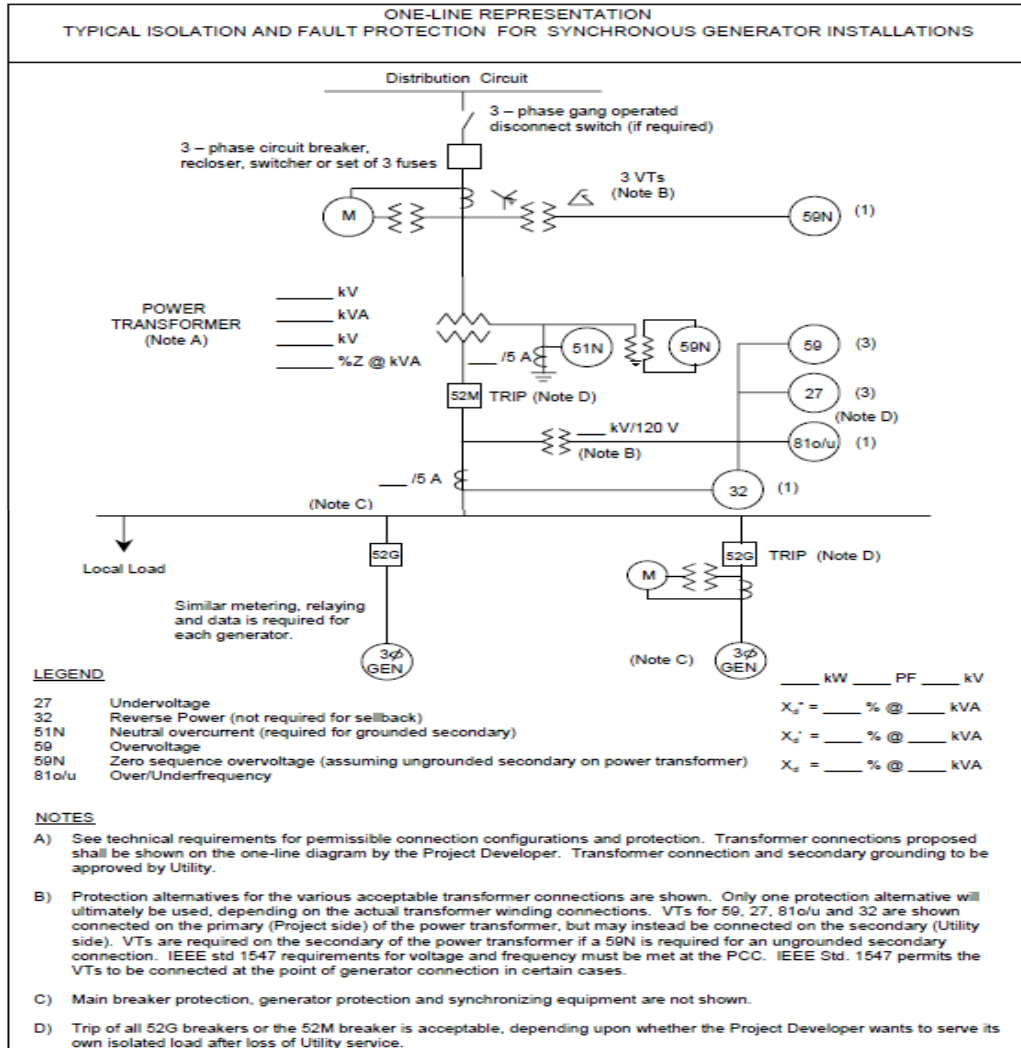 ONE-LINE REPRESENTATION
TYPICAL ISOLATION AND FAULT PROTECTION FOR SYNCHRONOUS GENERATOR INSTALLATIONS
Distribution Circuit
3 – phase gang operated
disconnect switch (if required)
3 – phase circuit breaker,
recloser, switcher or set of 3 fuses
3 VTs
(Note B)
M
59N
(1)
POWER
TRANSFORMER
(Note A)
____ kV
____ kVA
____ kV
____ %Z @ kVA
___ /5 A
51N
59N
59
(3)
27
(3)
(Note D)
52M
TRIP (Note D)
___ kV/120 V
(Note B)
81o/u
(1)
___ /5 A
32
(1)
(Note C)
Local Load
52G
52G
TRIP (Note D)
M
Similar metering, relaying
and data is required for
each generator.
3ϕ
GEN
(Note C)
3ϕ
GEN
____ kW ____ PF ____ kV
Xd" = ____ % @ ____ kVA
Xd' = ____ % @ ____ kVA
Xd = ____ % @ ____ kVA
LEGEND
27 Undervoltage
32 Reverse Power (not required for sellback)
51N Neutral overcurrent (required for grounded secondary)
59 Overvoltage
59N Zero sequence overvoltage (assuming ungrounded secondary on power transformer)
81o/u Over/Underfrequency
NOTES
A) See technical requirements for permissible connection configurations and protection. Transformer connections proposed
shall be shown on the one-line diagram by the Project Developer. Transformer connection and secondary grounding to be
approved by Utility.
B) Protection alternatives for the various acceptable transformer connections are shown. Only one protection alternative will
ultimately be used, depending on the actual transformer winding connections. VTs for 59, 27, 81o/u and 32 are shown
connected on the primary (Project side) of the power transformer, but may instead be connected on the secondary (Utility
side). VTs are required on the secondary of the power transformer if a 59N is required for an ungrounded secondary
connection. IEEE std 1547 requirements for voltage and frequency must be met at the PCC. IEEE Std. 1547 permits the
VTs to be connected at the point of generator connection in certain cases.
C) Main breaker protection, generator protection and synchronizing equipment are not shown.
D) Trip of all 52G breakers or the 52M breaker is acceptable, depending upon whether the Project Developer wants to serve its
own isolated load after loss of Utility service.